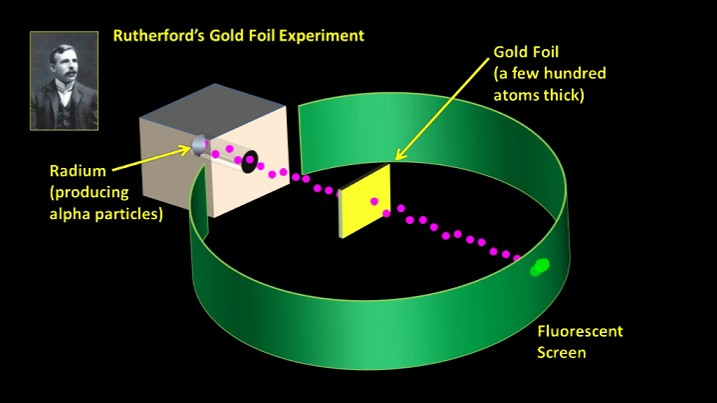 Rutherford's Gold Foil Experiment
Gold Foil
(a few hundred
atoms thick)
Radium
(producing
alpha particles)
Fluorescent
Screen